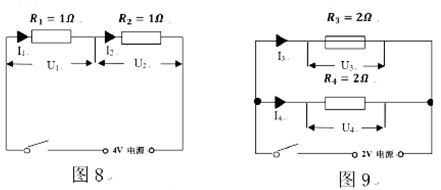 R₁ = 1Ω R₂ = 1Ω
I₁ I₂
U₁ U₂
4V 电源
图 8
R₃ = 2Ω
I₃
U₃
R₄ = 2Ω
I₄
U₄
2V 电源
图 9